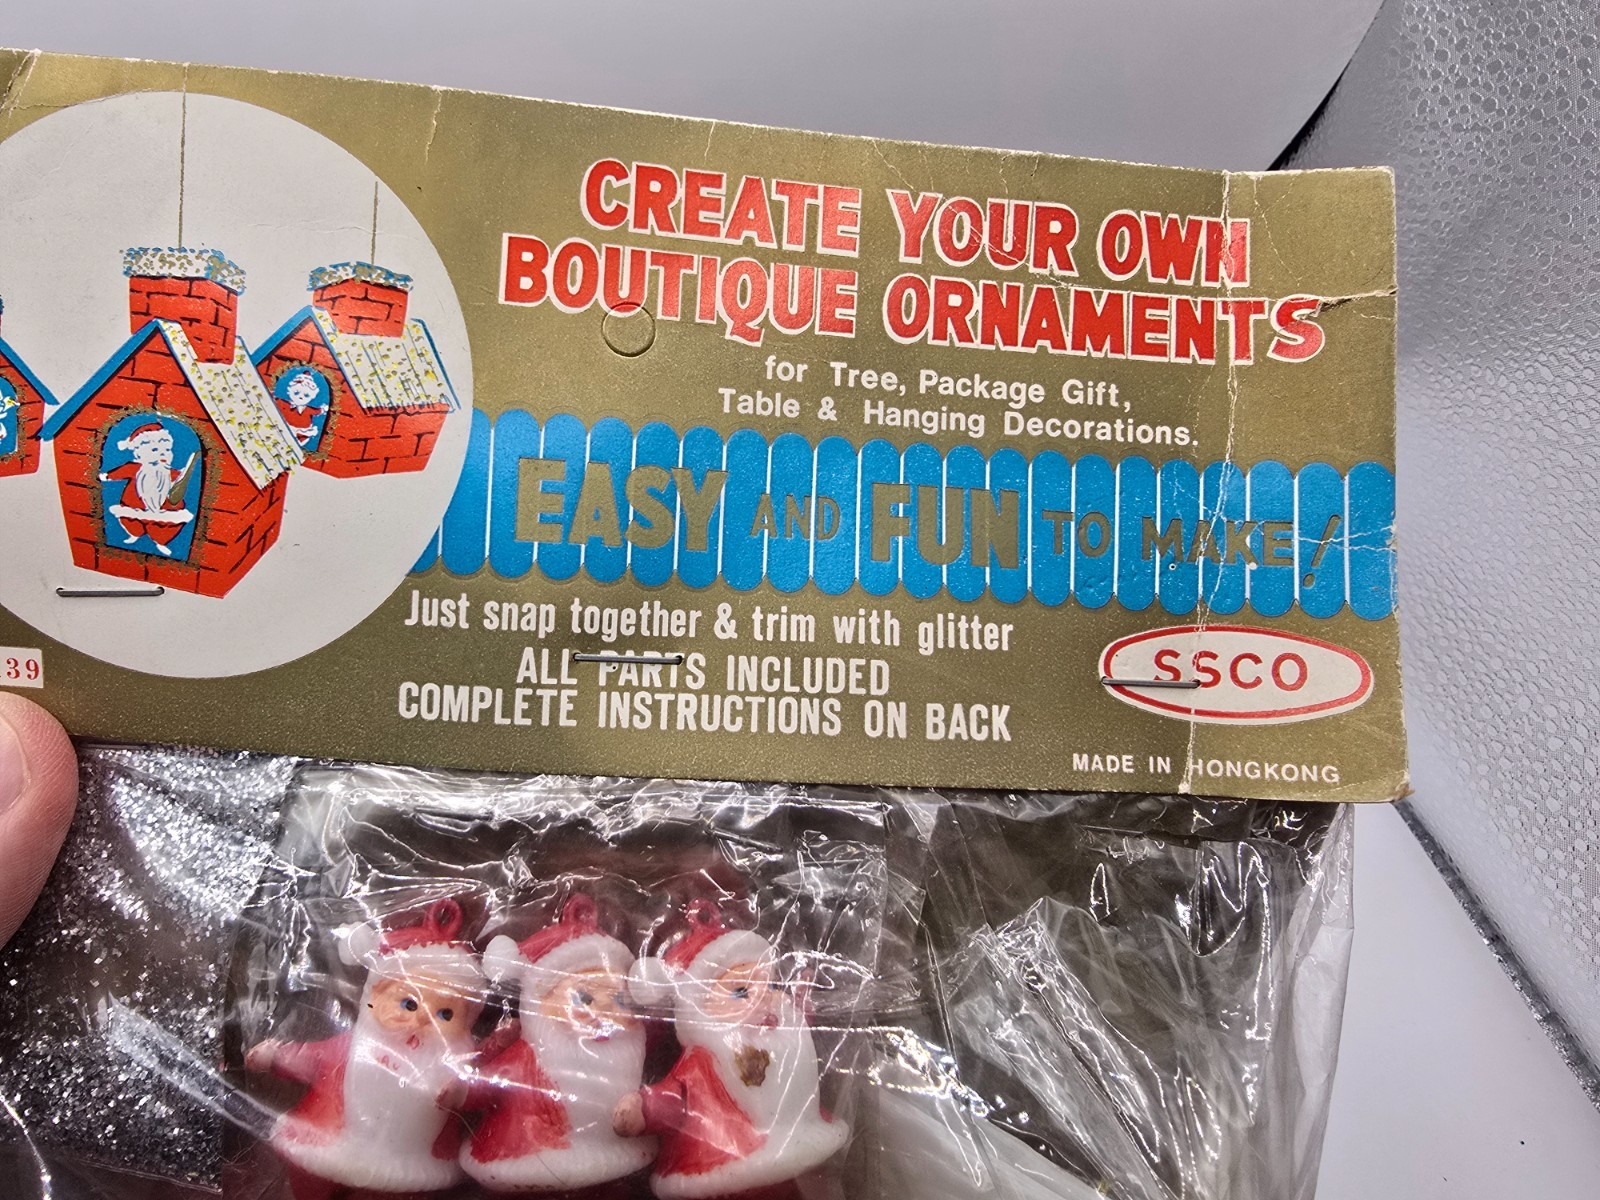 CREATE YOUR OWN
BOUTIQUE ORNAMENTS
for Tree, Package Gift,
Table & Hanging Decorations.
EASY AND FUN TO MAKE!
Just snap together & trim with glitter
ALL PARTS INCLUDED
COMPLETE INSTRUCTIONS ON BACK
SSCO
MADE IN HONGKONG
39